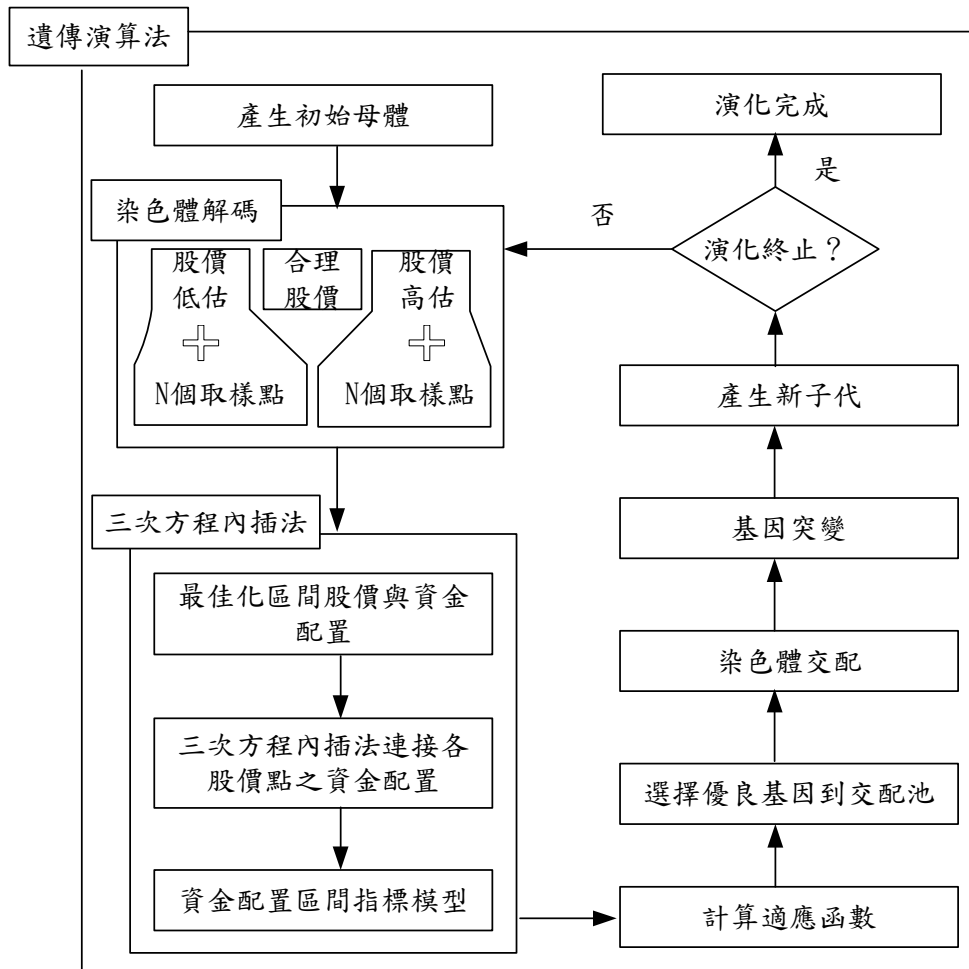 遺傳演算法
產生初始母體
染色體解碼
股價
低估
N個取樣點
合理
股價
股價
高估
N個取樣點
三次方程內插法
最佳化區間股價與資金
配置
三次方程內插法連接各
股價點之資金配置
資金配置區間指標模型
計算適應函數
選擇優良基因到交配池
染色體交配
基因突變
產生新子代
演化終止？
否
是
演化完成